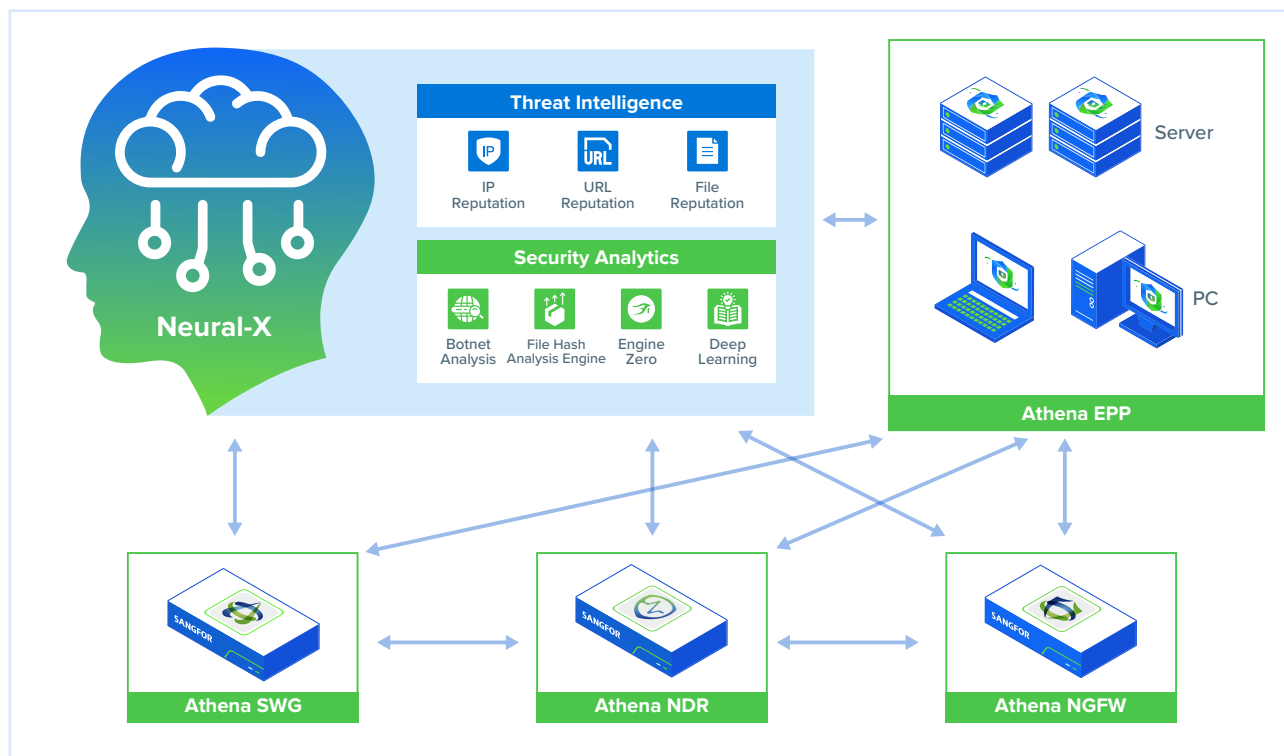 Threat Intelligence
IP
URL
IP
Reputation
URL
Reputation
File
Reputation
Server
Security Analytics
Neural-X
Botnet
Analysis
File Hash
Analysis Engine
Engine
Zero
Deep
Learning
PC
Athena EPP
SANGFOR
SANGFOR
SANGFOR
Athena SWG
Athena NDR
Athena NGFW